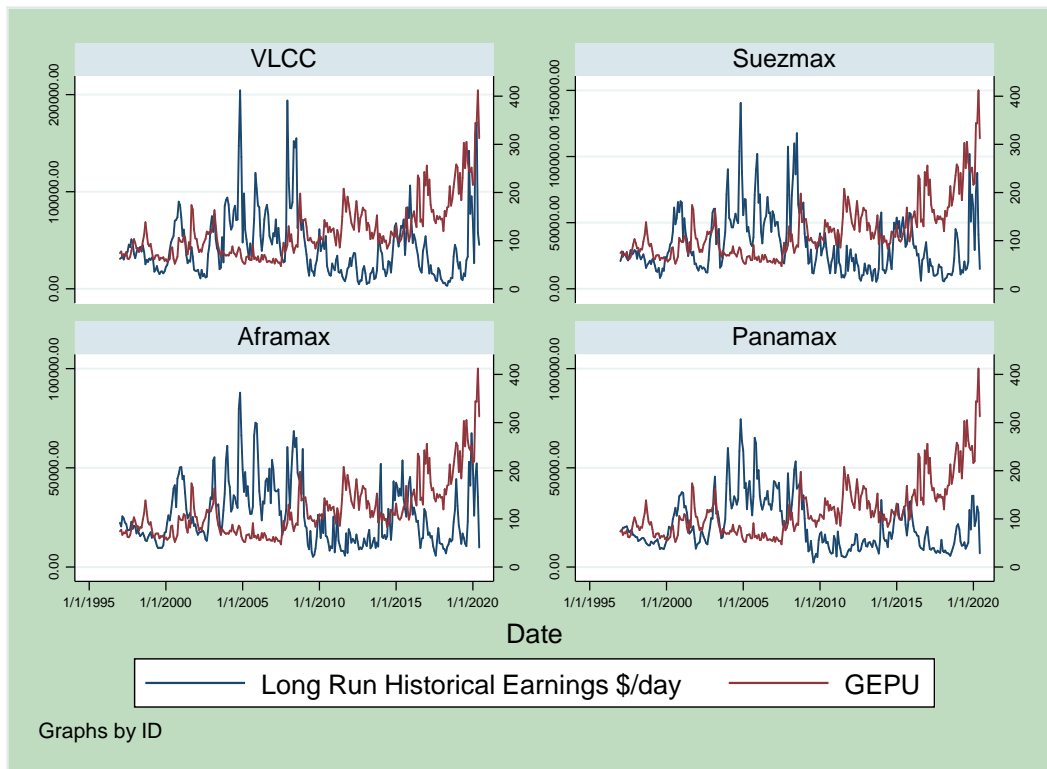 VLCC
Suezmax
0.00 100000.00 200000.00
0 100 200 300 400
0.00 50000.00 100000.00 150000.00
0 100 200 300 400
Aframax
Panamax
0.00 50000.00 100000.00
0 100 200 300 400
0.00 50000.00 100000.00
0 100 200 300 400
1/1/1995 1/1/2000 1/1/2005 1/1/2010 1/1/2015 1/1/2020
1/1/1995 1/1/2000 1/1/2005 1/1/2010 1/1/2015 1/1/2020
Date
Long Run Historical Earnings $/day GEPU
Graphs by ID